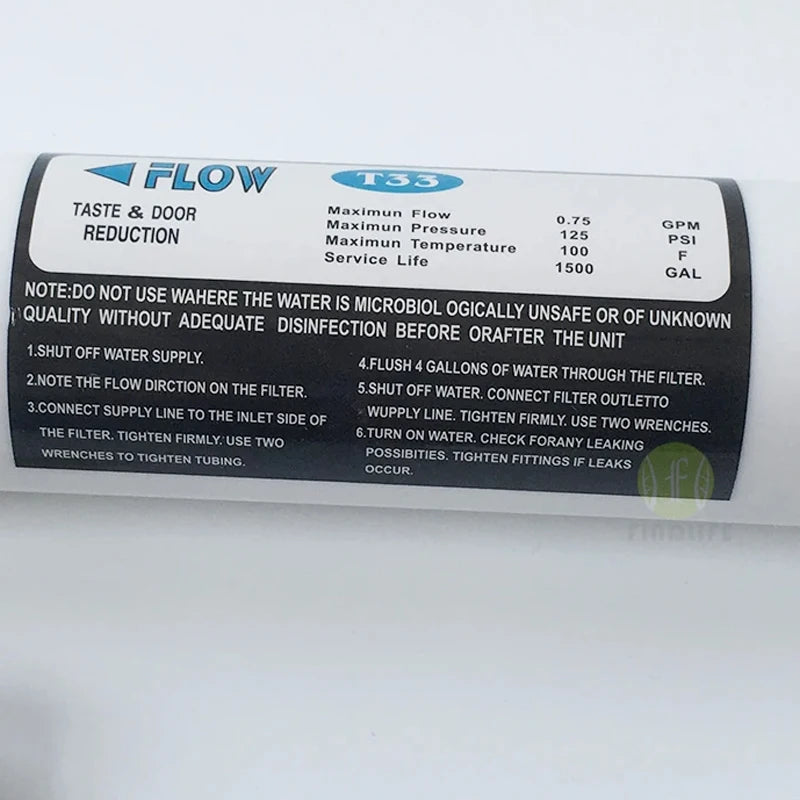 FLOW
T33
TASTE & DOOR
REDUCTION
Maximun Flow 0.75 GPM
Maximun Pressure 125 PSI
Maximun Temperature 100 F
Service Life 1500 GAL
NOTE:DO NOT USE WAHERE THE WATER IS MICROBIOL OGICALLY UNSAFE OR OF UNKNOWN
QUALITY WITHOUT ADEQUATE DISINFECTION BEFORE ORAFTER THE UNIT
1.SHUT OFF WATER SUPPLY.
2.NOTE THE FLOW DIRCTION ON THE FILTER.
3.CONNECT SUPPLY LINE TO THE INLET SIDE OF
THE FILTER. TIGHTEN FIRMLY. USE TWO
WRENCHES TO TIGHTEN TUBING.
4.FLUSH 4 GALLONS OF WATER THROUGH THE FILTER.
5.SHUT OFF WATER. CONNECT FILTER OUTLETTO
WUPPLY LINE. TIGHTEN FIRMLY. USE TWO WRENCHES.
6.TURN ON WATER. CHECK FORANY LEAKING
POSSIBITIES. TIGHTEN FITTINGS IF LEAKS
OCCUR.